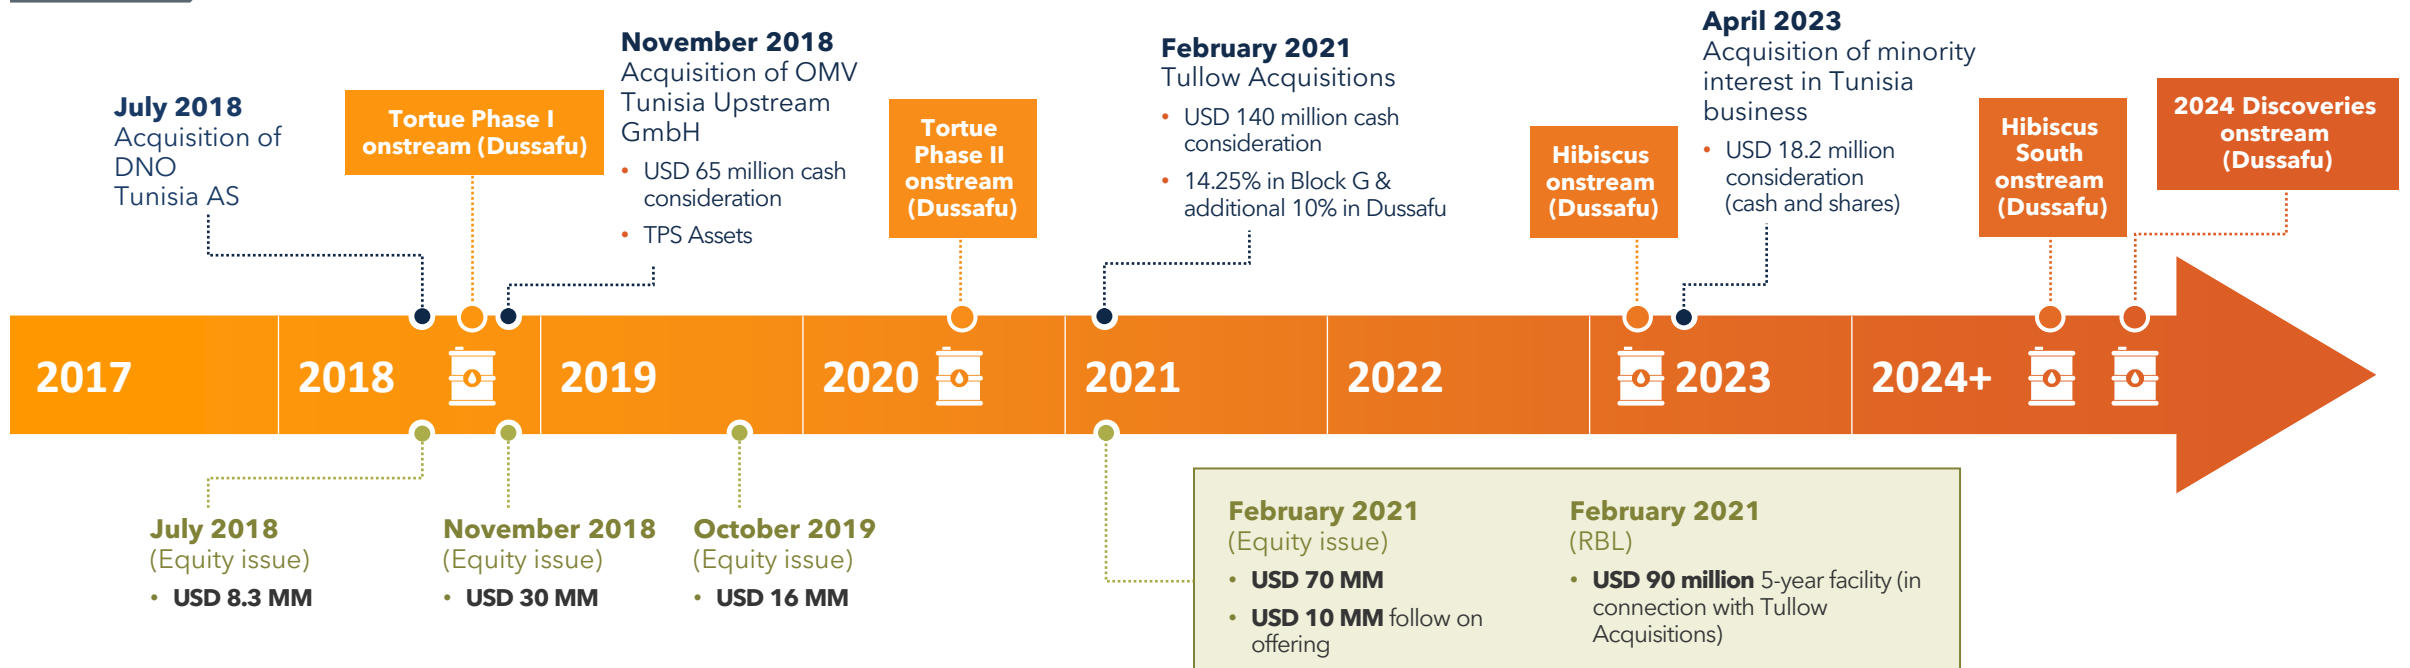 July 2018
Acquisition of
DNO
Tunisia AS
Tortue Phase I
onstream (Dussafu)
November 2018
Acquisition of OMV
Tunisia Upstream
GmbH
• USD 65 million cash
consideration
• TPS Assets
Tortue
Phase II
onstream
(Dussafu)
February 2021
Tullow Acquisitions
• USD 140 million cash
consideration
• 14.25% in Block G &
additional 10% in Dussafu
Hibiscus
onstream
(Dussafu)
April 2023
Acquisition of minority
interest in Tunisia
business
• USD 18.2 million
consideration
(cash and shares)
Hibiscus
South
onstream
(Dussafu)
2024 Discoveries
onstream
(Dussafu)
2017
2018
2019
2020
2021
2022
2023
2024+
July 2018
(Equity issue)
• USD 8.3 MM
November 2018
(Equity issue)
• USD 30 MM
October 2019
(Equity issue)
• USD 16 MM
February 2021
(Equity issue)
• USD 70 MM
• USD 10 MM follow on
offering
February 2021
(RBL)
• USD 90 million 5-year facility (in
connection with Tullow
Acquisitions)